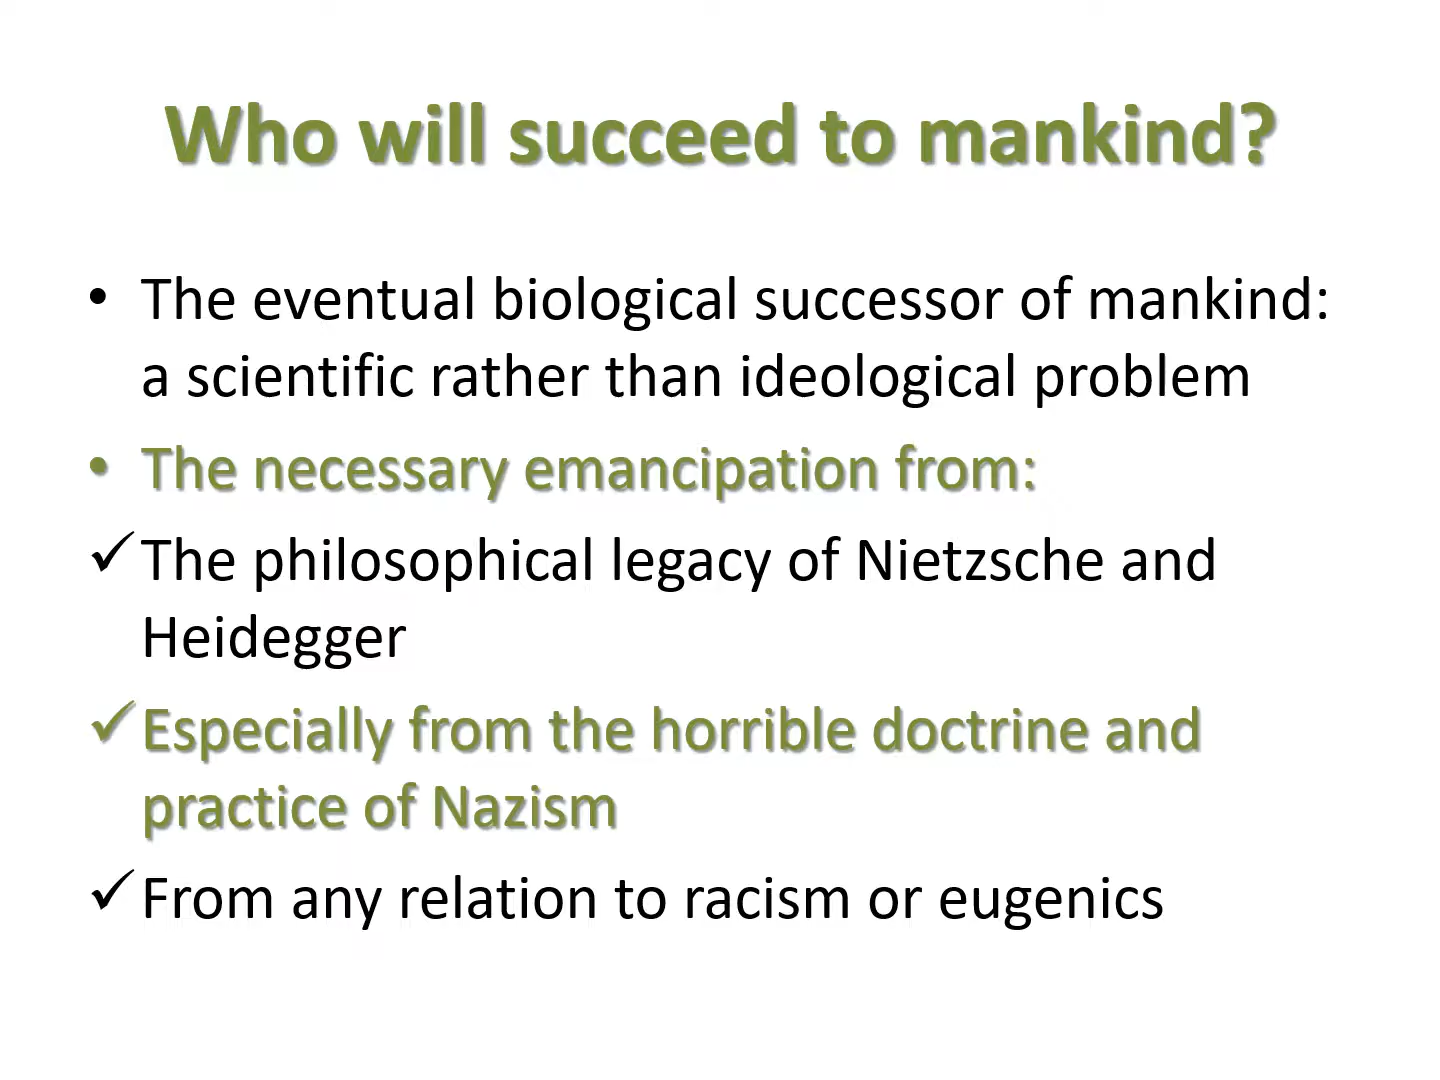 Who will succeed to mankind?
• The eventual biological successor of mankind:
a scientific rather than ideological problem
• The necessary emancipation from:
✓The philosophical legacy of Nietzsche and
Heidegger
✓Especially from the horrible doctrine and
practice of Nazism
✓From any relation to racism or eugenics